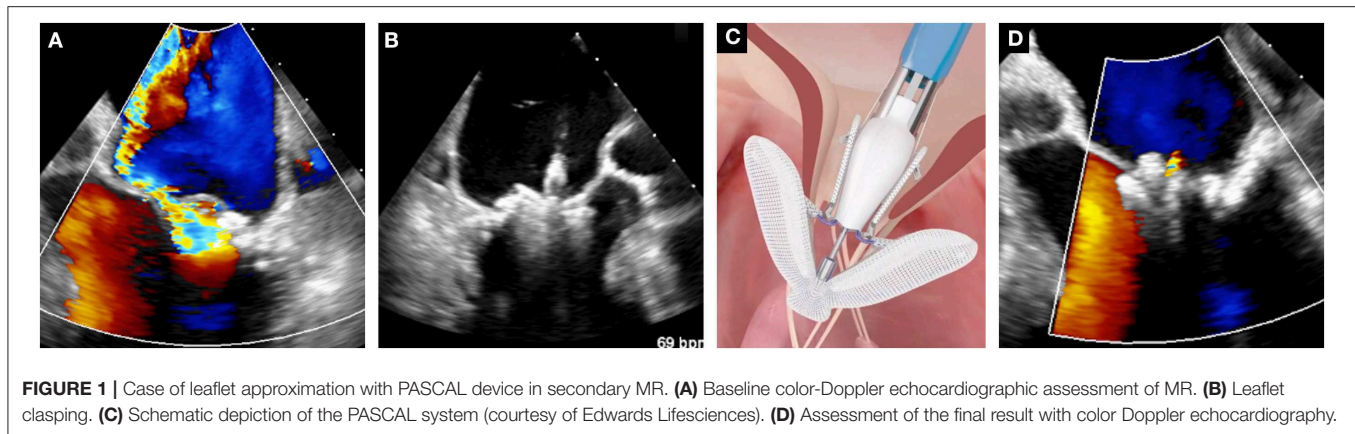 A
B
C
D
69 bpm
FIGURE 1 | Case of leaflet approximation with PASCAL device in secondary MR. (A) Baseline color-Doppler echocardiographic assessment of MR. (B) Leaflet
clasping. (C) Schematic depiction of the PASCAL system (courtesy of Edwards Lifesciences). (D) Assessment of the final result with color Doppler echocardiography.